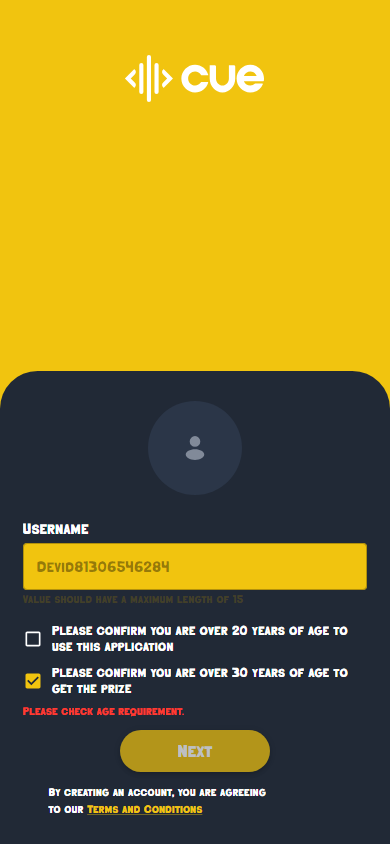 cue
Username
Devid81306546284
Value should have a maximum length of 15
Please confirm you are over 20 years of age to
use this application
Please confirm you are over 30 years of age to
get the prize
Please check age requirement.
Next
By creating an account, you are agreeing
to our Terms and Conditions